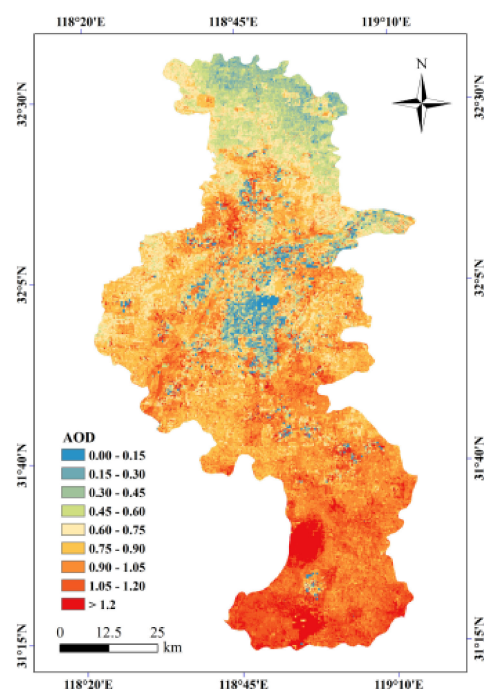 118°20'E 118°45'E 119°10'E
N
32°30'N 32°30'N
32°5'N 32°5'N
31°40'N 31°40'N
31°15'N 31°15'N
AOD
0.00 - 0.15
0.15 - 0.30
0.30 - 0.45
0.45 - 0.60
0.60 - 0.75
0.75 - 0.90
0.90 - 1.05
1.05 - 1.20
> 1.2
0 12.5 25
km
118°20'E 118°45'E 119°10'E